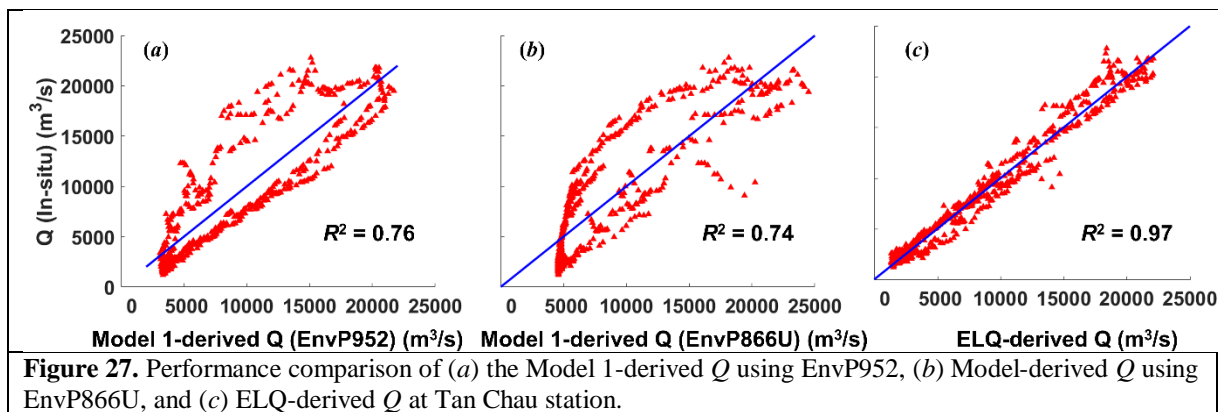 (a)
(b)
(c)
Q (In-situ) (m³/s)
25000
20000
15000
10000
5000
0
R² = 0.76
R² = 0.74
R² = 0.97
0 5000 10000 15000 20000 25000
0 5000 10000 15000 20000 25000
0 5000 10000 15000 20000 25000
Model 1-derived Q (EnvP952) (m³/s)
Model 1-derived Q (EnvP866U) (m³/s)
ELQ-derived Q (m³/s)
Figure 27. Performance comparison of (a) the Model 1-derived Q using EnvP952, (b) Model-derived Q using
EnvP866U, and (c) ELQ-derived Q at Tan Chau station.